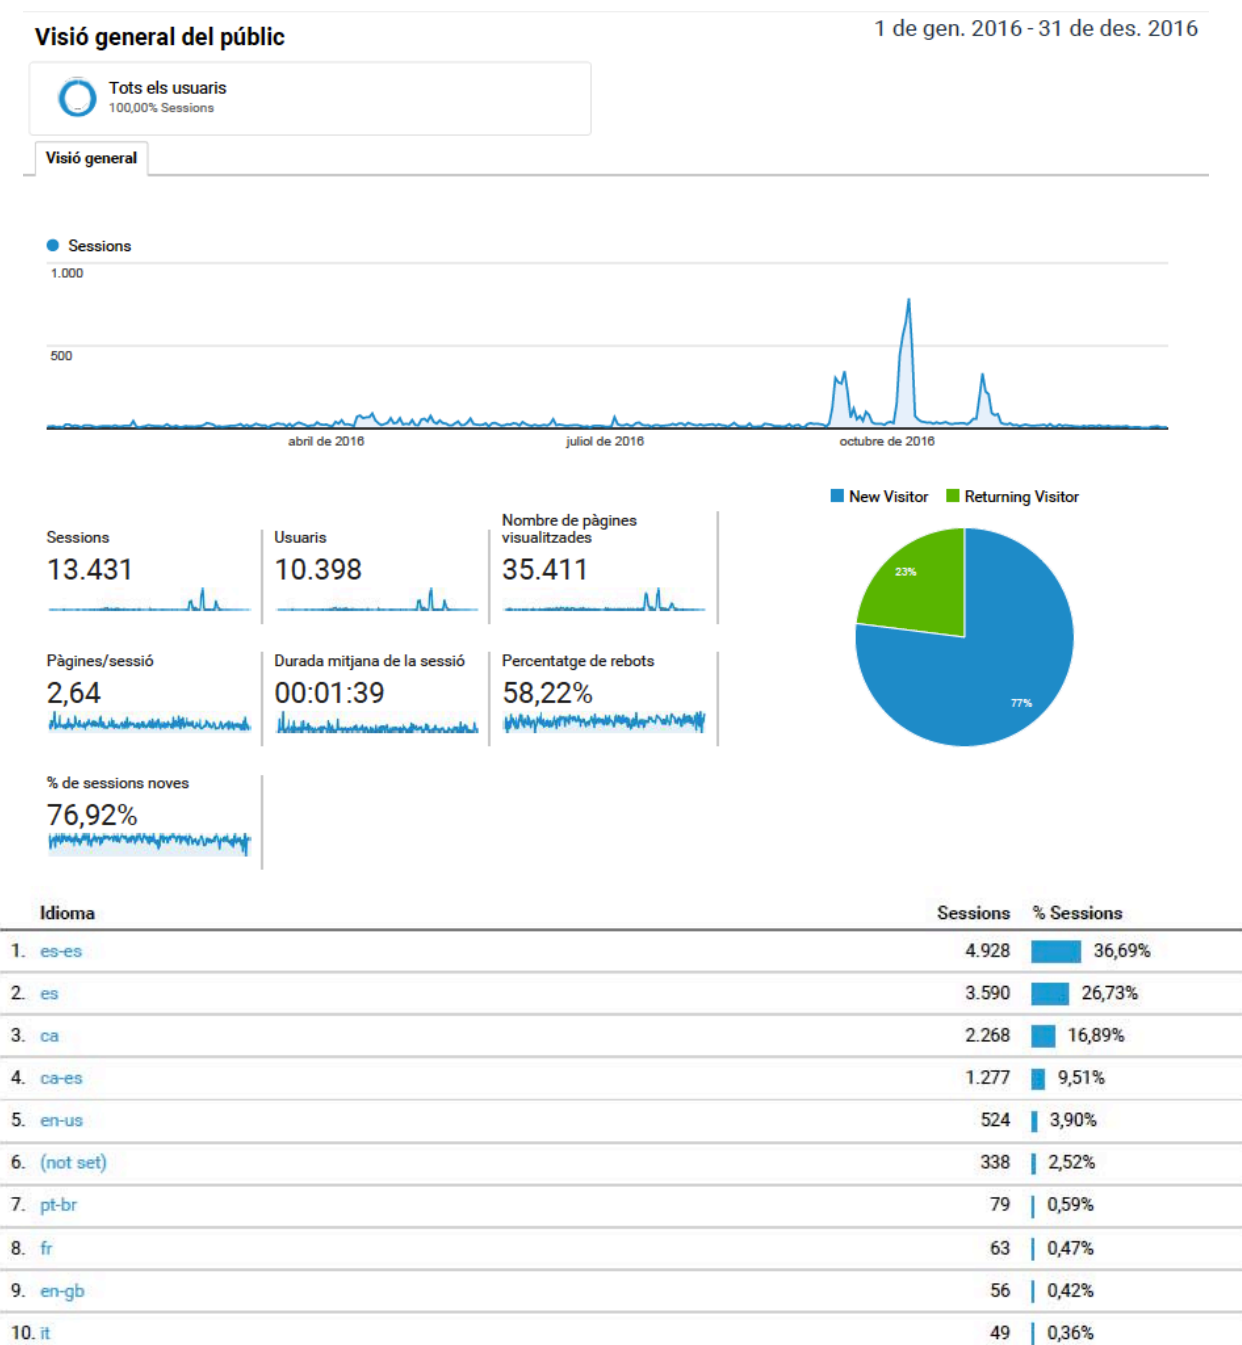 Visió general del públic
1 de gen. 2016 - 31 de des. 2016
Tots els usuaris
100,00% Sessions
Visió general
Sessions
1.000
500
abril de 2016
juliol de 2016
octubre de 2016
New Visitor
Returning Visitor
23%
77%
Sessions
13.431
Usuaris
10.398
Nombre de pàgines
visualitzades
35.411
Pàgines/sessió
2,64
Durada mitjana de la sessió
00:01:39
Percentatge de rebots
58,22%
% de sessions noves
76,92%
Idioma Sessions % Sessions
1. es-es 4.928 36,69%
2. es 3.590 26,73%
3. ca 2.268 16,89%
4. ca-es 1.277 9,51%
5. en-us 524 3,90%
6. (not set) 338 2,52%
7. pt-br 79 0,59%
8. fr 63 0,47%
9. en-gb 56 0,42%
10. it 49 0,36%